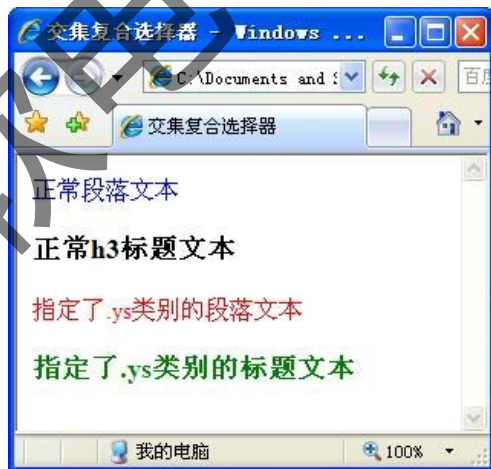 交集复合选择器 - Windows ...
C:\Documents and S
百度
交集复合选择器
正常段落文本
正常h3标题文本
指定了.ys类别的段落文本
指定了.ys类别的标题文本
我的电脑
100%